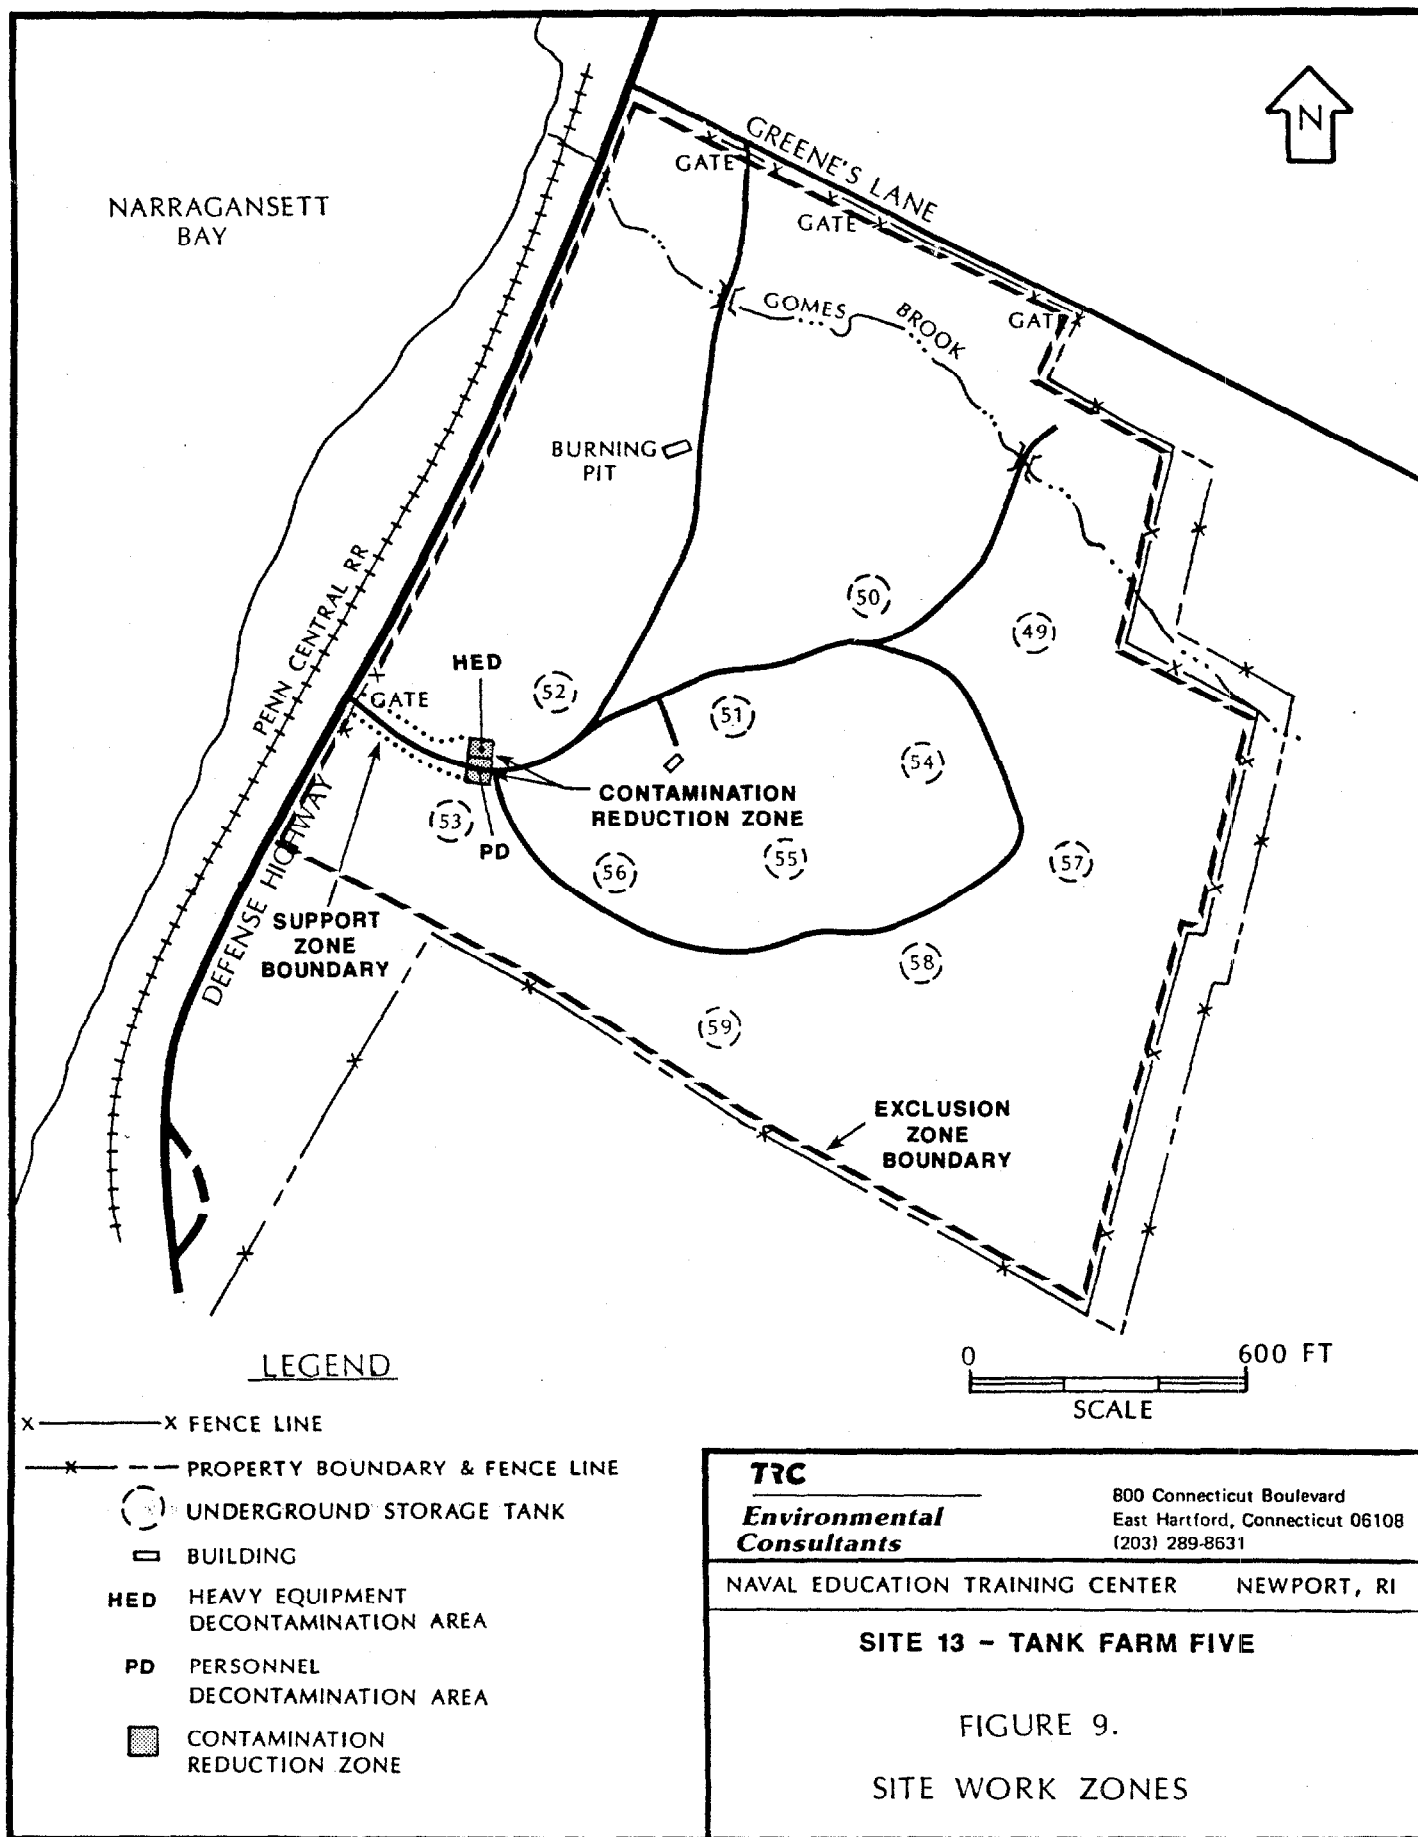 N
GREENE'S LANE
GATE
NARRAGANSETT
BAY
GATE
GOMES BROOK
GATE
BURNING
PIT
PENN CENTRAL RR
50
49
HED
52
GATE
51
54
CONTAMINATION
REDUCTION ZONE
53
PD
55
57
56
DEFENSE HIGHWAY
SUPPORT
ZONE
BOUNDARY
58
59
EXCLUSION
ZONE
BOUNDARY
LEGEND
0 600 FT
SCALE
X X FENCE LINE
X PROPERTY BOUNDARY & FENCE LINE
UNDERGROUND STORAGE TANK
BUILDING
HED HEAVY EQUIPMENT
DECONTAMINATION AREA
PD PERSONNEL
DECONTAMINATION AREA
CONTAMINATION
REDUCTION ZONE
TRC
Environmental
Consultants
800 Connecticut Boulevard
East Hartford, Connecticut 06108
(203) 289-8631
NAVAL EDUCATION TRAINING CENTER NEWPORT, RI
SITE 13 - TANK FARM FIVE
FIGURE 9.
SITE WORK ZONES